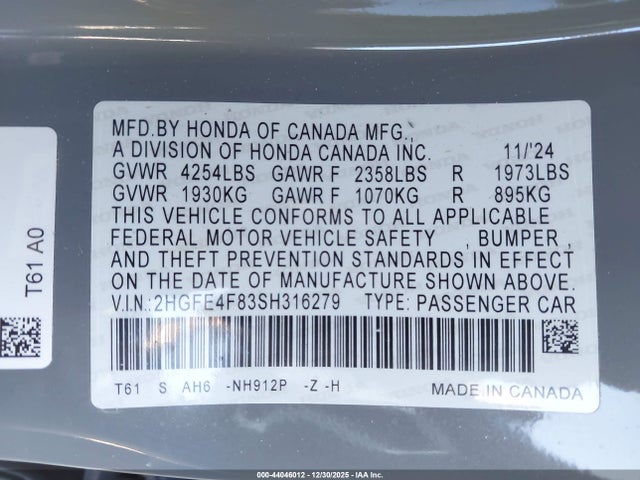 MFD.BY HONDA OF CANADA MFG.,
A DIVISION OF HONDA CANADA INC. 11/'24
GVWR 4254LBS GAWR F 2358LBS R 1973LBS
GVWR 1930KG GAWR F 1070KG R 895KG
THIS VEHICLE CONFORMS TO ALL APPLICABLE
FEDERAL MOTOR VEHICLE SAFETY , BUMPER ,
AND THEFT PREVENTION STANDARDS IN EFFECT
ON THE DATE OF MANUFACTURE SHOWN ABOVE.
V.I.N.: 2HGFE4F83SH316279 TYPE: PASSENGER CAR
T61 S AH6 -NH912P -Z -H MADE IN CANADA
T61 A0
000-44046012 - 12/30/2025 - IAA Inc.